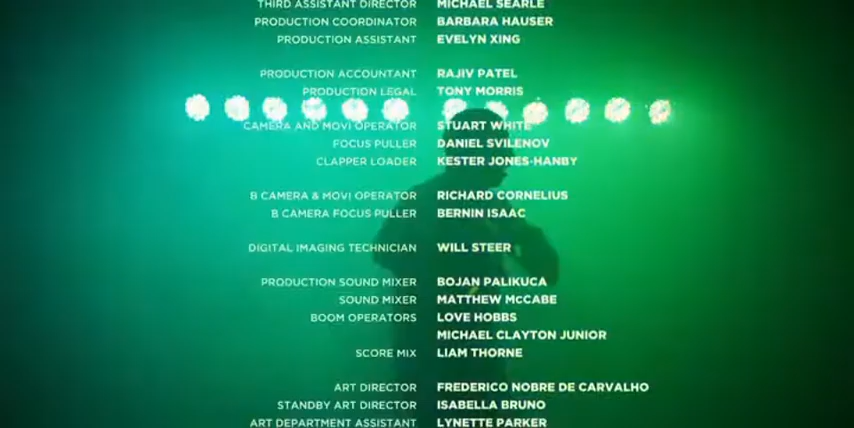 THIRD ASSISTANT DIRECTOR MICHAEL SEARLE
PRODUCTION COORDINATOR BARBARA HAUSER
PRODUCTION ASSISTANT EVELYN XING
PRODUCTION ACCOUNTANT RAJIV PATEL
PRODUCTION LEGAL TONY MORRIS
CAMERA AND MOVI OPERATOR STUART WHITE
FOCUS PULLER DANIEL SVILENOV
CLAPPER LOADER KESTER JONES-HANBY
B CAMERA & MOVI OPERATOR RICHARD CORNELIUS
B CAMERA FOCUS PULLER BERNIN ISAAC
DIGITAL IMAGING TECHNICIAN WILL STEER
PRODUCTION SOUND MIXER BOJAN PALIKUCA
SOUND MIXER MATTHEW McCABE
BOOM OPERATORS LOVE HOBBS
MICHAEL CLAYTON JUNIOR
SCORE MIX LIAM THORNE
ART DIRECTOR FREDERICO NOBRE DE CARVALHO
STANDBY ART DIRECTOR ISABELLA BRUNO
ART DEPARTMENT ASSISTANT LYNETTE PARKER